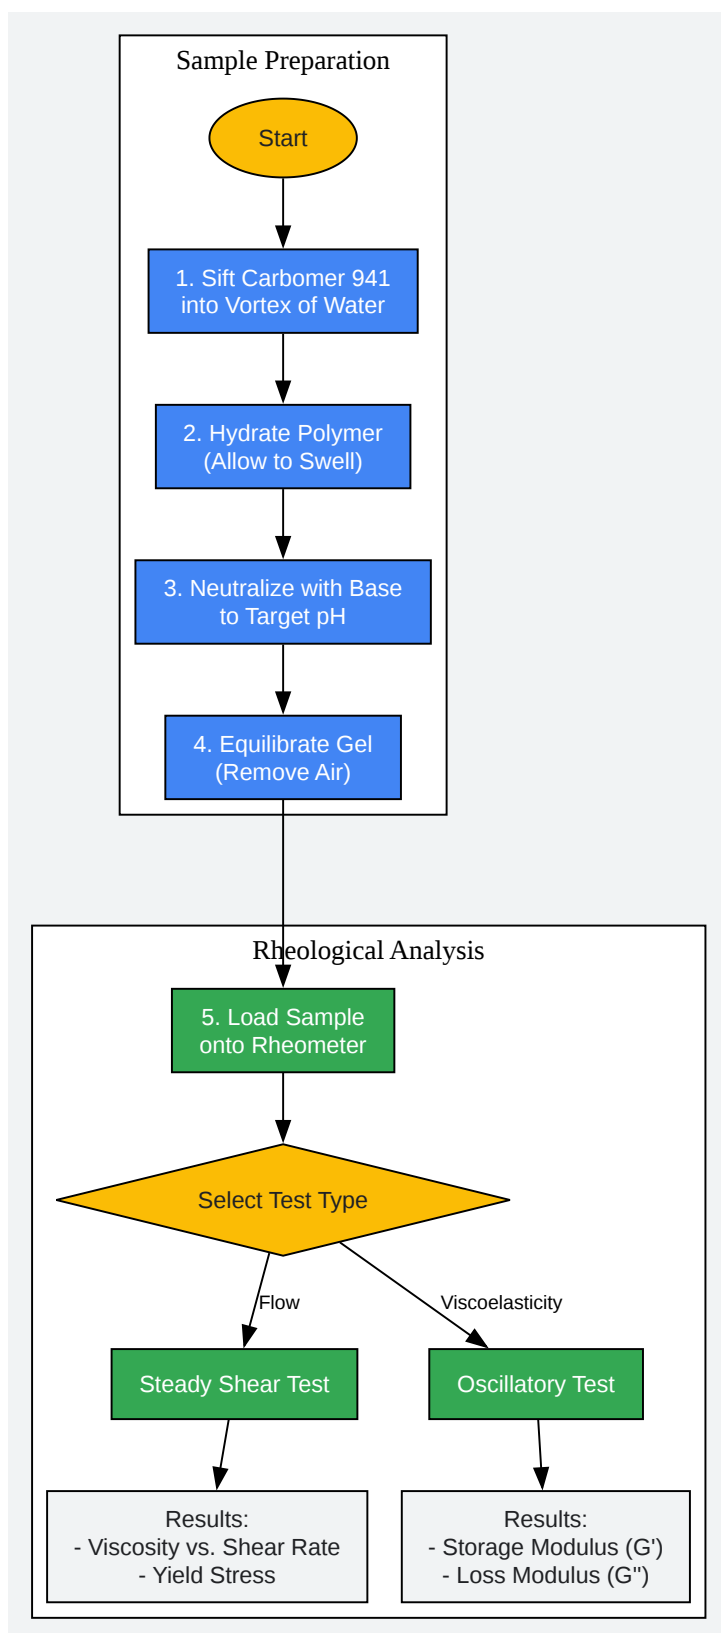 Sample Preparation
Start
1. Sift Carbomer 941
into Vortex of Water
2. Hydrate Polymer
(Allow to Swell)
3. Neutralize with Base
to Target pH
4. Equilibrate Gel
(Remove Air)
Rheological Analysis
5. Load Sample
onto Rheometer
Select Test Type
Flow
Viscoelasticity
Steady Shear Test
Oscillatory Test
Results:
- Viscosity vs. Shear Rate
- Yield Stress
Results:
- Storage Modulus (G')
- Loss Modulus (G'')